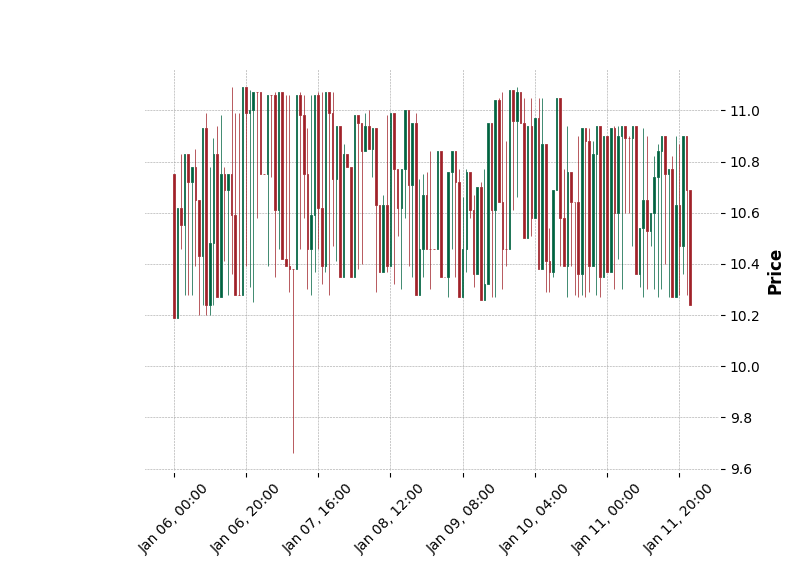 11.0
10.8
10.6
10.4
10.2
10.0
9.8
9.6
Price
Jan 06, 00:00
Jan 06, 20:00
Jan 07, 16:00
Jan 08, 12:00
Jan 09, 08:00
Jan 10, 04:00
Jan 11, 00:00
Jan 11, 20:00